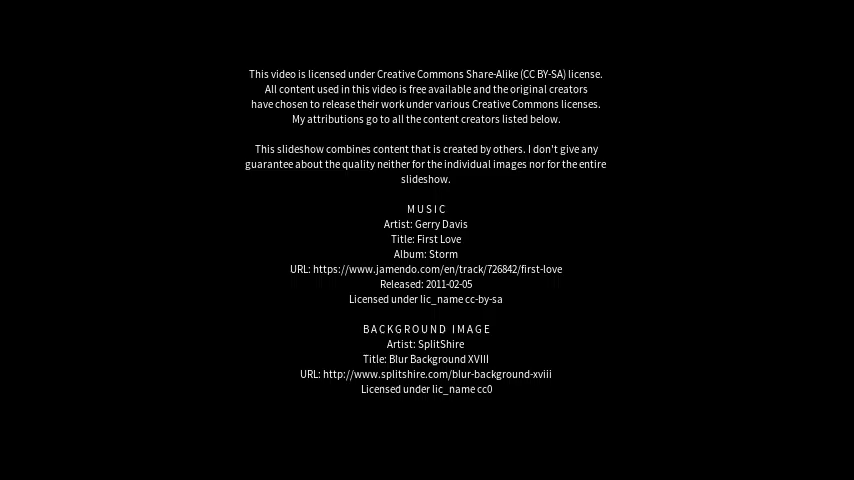 This video is licensed under Creative Commons Share-Alike (CC BY-SA) license.
All content used in this video is free available and the original creators
have chosen to release their work under various Creative Commons licenses.
My attributions go to all the content creators listed below.
This slideshow combines content that is created by others. I don't give any
guarantee about the quality neither for the individual images nor for the entire
slideshow.
MUSIC
Artist: Gerry Davis
Title: First Love
Album: Storm
URL: https://www.jamendo.com/en/track/726842/first-love
Released: 2011-02-05
Licensed under lic_name cc-by-sa
BACKGROUND IMAGE
Artist: SplitShire
Title: Blur Background XVIII
URL: http://www.splitshire.com/blur-background-xviii
Licensed under lic_name cc0